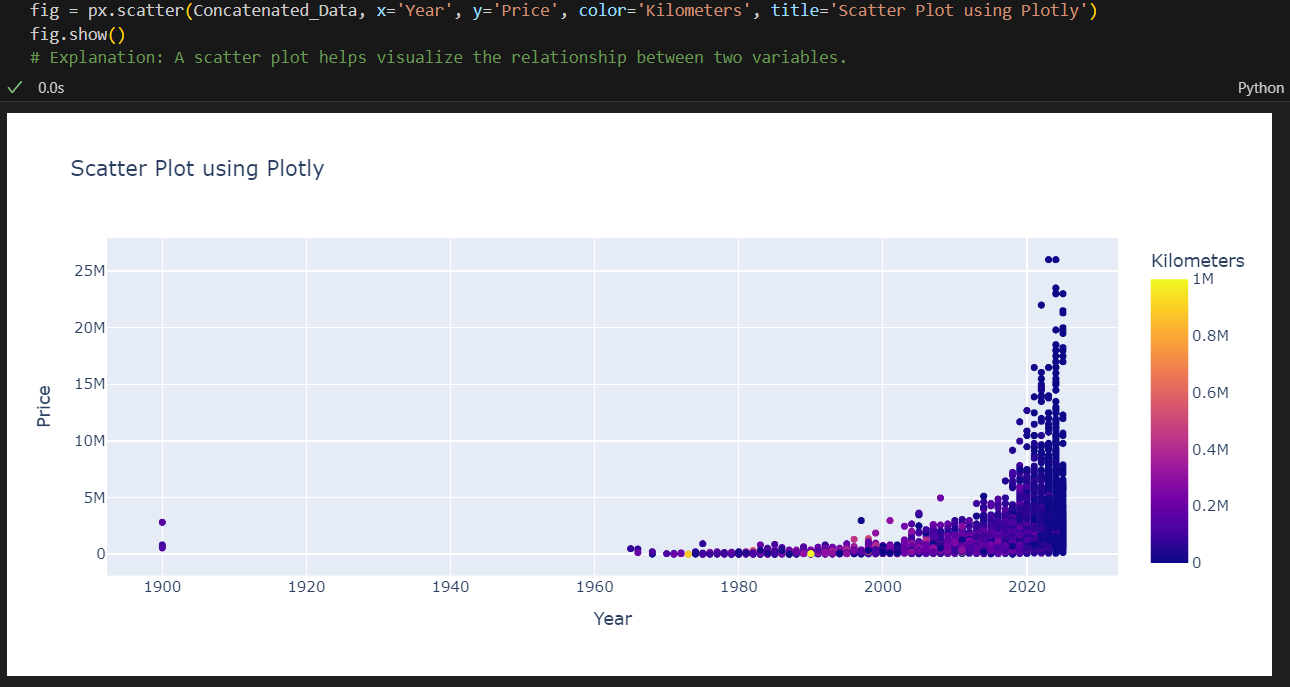 fig = px.scatter(Concatenated_Data, x='Year', y='Price', color='Kilometers', title='Scatter Plot using Plotly')
fig.show()
# Explanation: A scatter plot helps visualize the relationship between two variables.
0.0s
Python
Scatter Plot using Plotly
Kilometers
1M
0.8M
0.6M
0.4M
0.2M
0
Price
25M
20M
15M
10M
5M
0
1900 1920 1940 1960 1980 2000 2020
Year